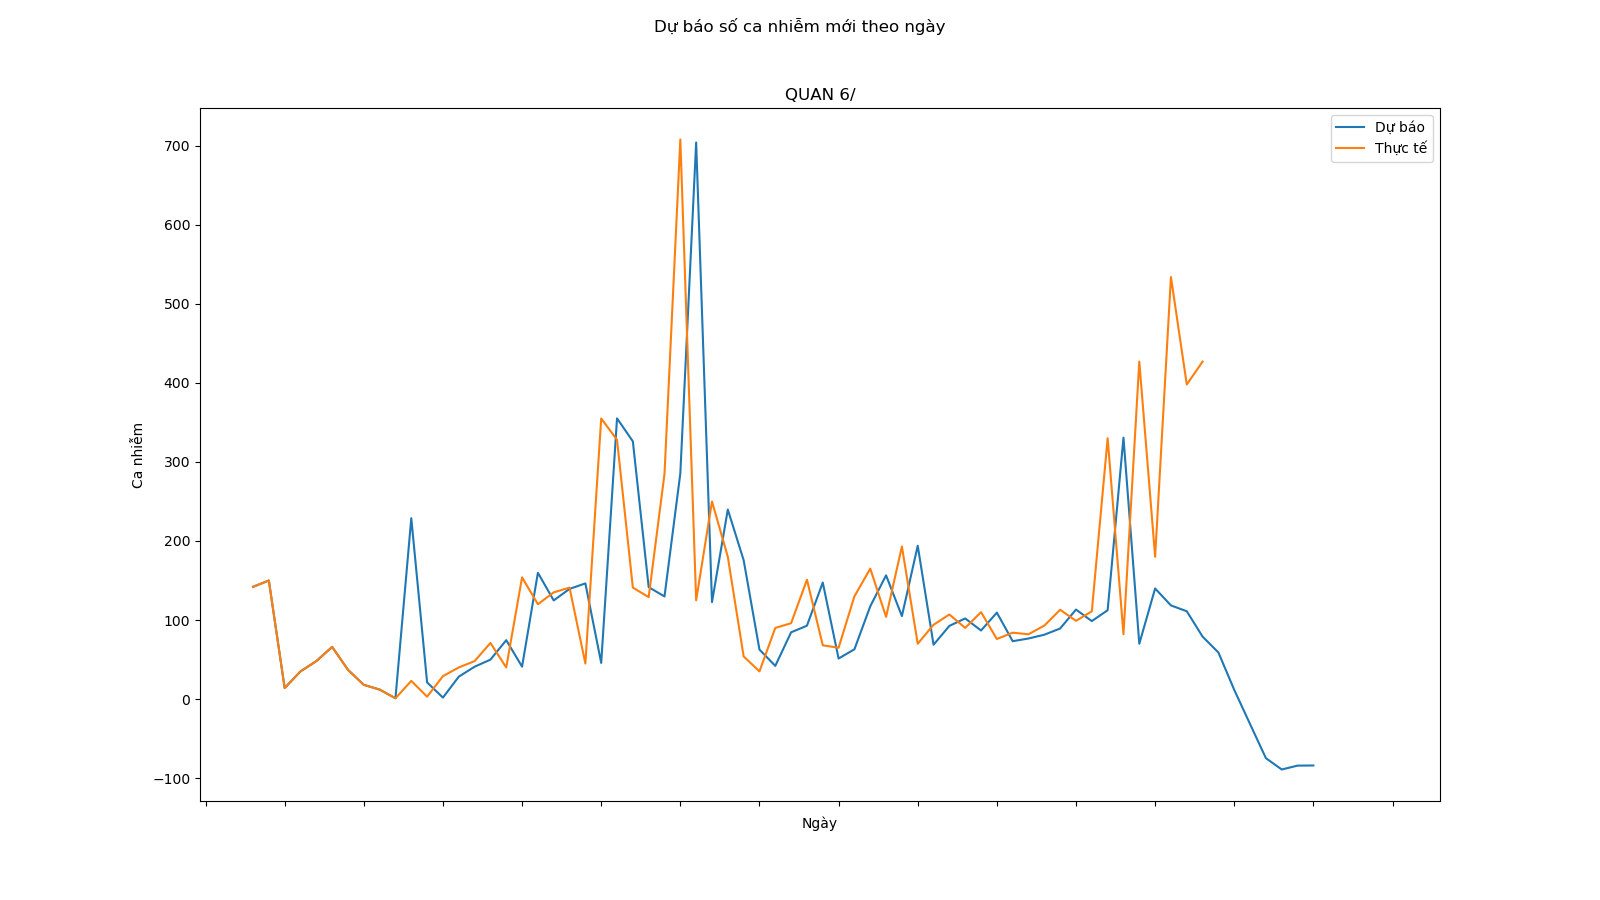 Dự báo số ca nhiễm mới theo ngày
QUAN 6/
Dự báo
Thực tế
700
600
500
400
300
200
100
0
−100
Ca nhiễm
Ngày